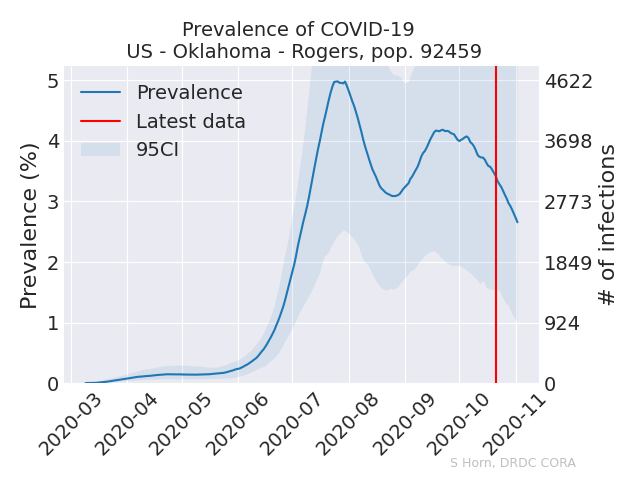 Prevalence of COVID-19
US - Oklahoma - Rogers, pop. 92459
Prevalence
Latest data
95CI
Prevalence (%)
5
4
3
2
1
0
4622
3698
2773
1849
924
0
# of infections
2020-03
2020-04
2020-05
2020-06
2020-07
2020-08
2020-09
2020-10
2020-11
S Horn, DRDC CORA